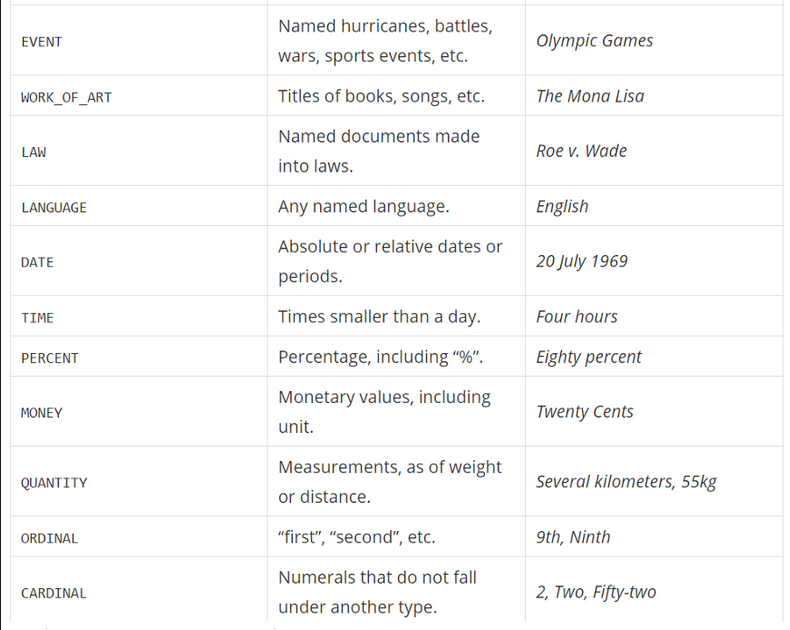 EVENT
Named hurricanes, battles,
wars, sports events, etc.
Olympic Games
WORK_OF_ART
Titles of books, songs, etc.
The Mona Lisa
LAW
Named documents made
into laws.
Roe v. Wade
LANGUAGE
Any named language.
English
DATE
Absolute or relative dates or
periods.
20 July 1969
TIME
Times smaller than a day.
Four hours
PERCENT
Percentage, including “%”.
Eighty percent
MONEY
Monetary values, including
unit.
Twenty Cents
QUANTITY
Measurements, as of weight
or distance.
Several kilometers, 55kg
ORDINAL
“first”, “second”, etc.
9th, Ninth
CARDINAL
Numerals that do not fall
under another type.
2, Two, Fifty-two